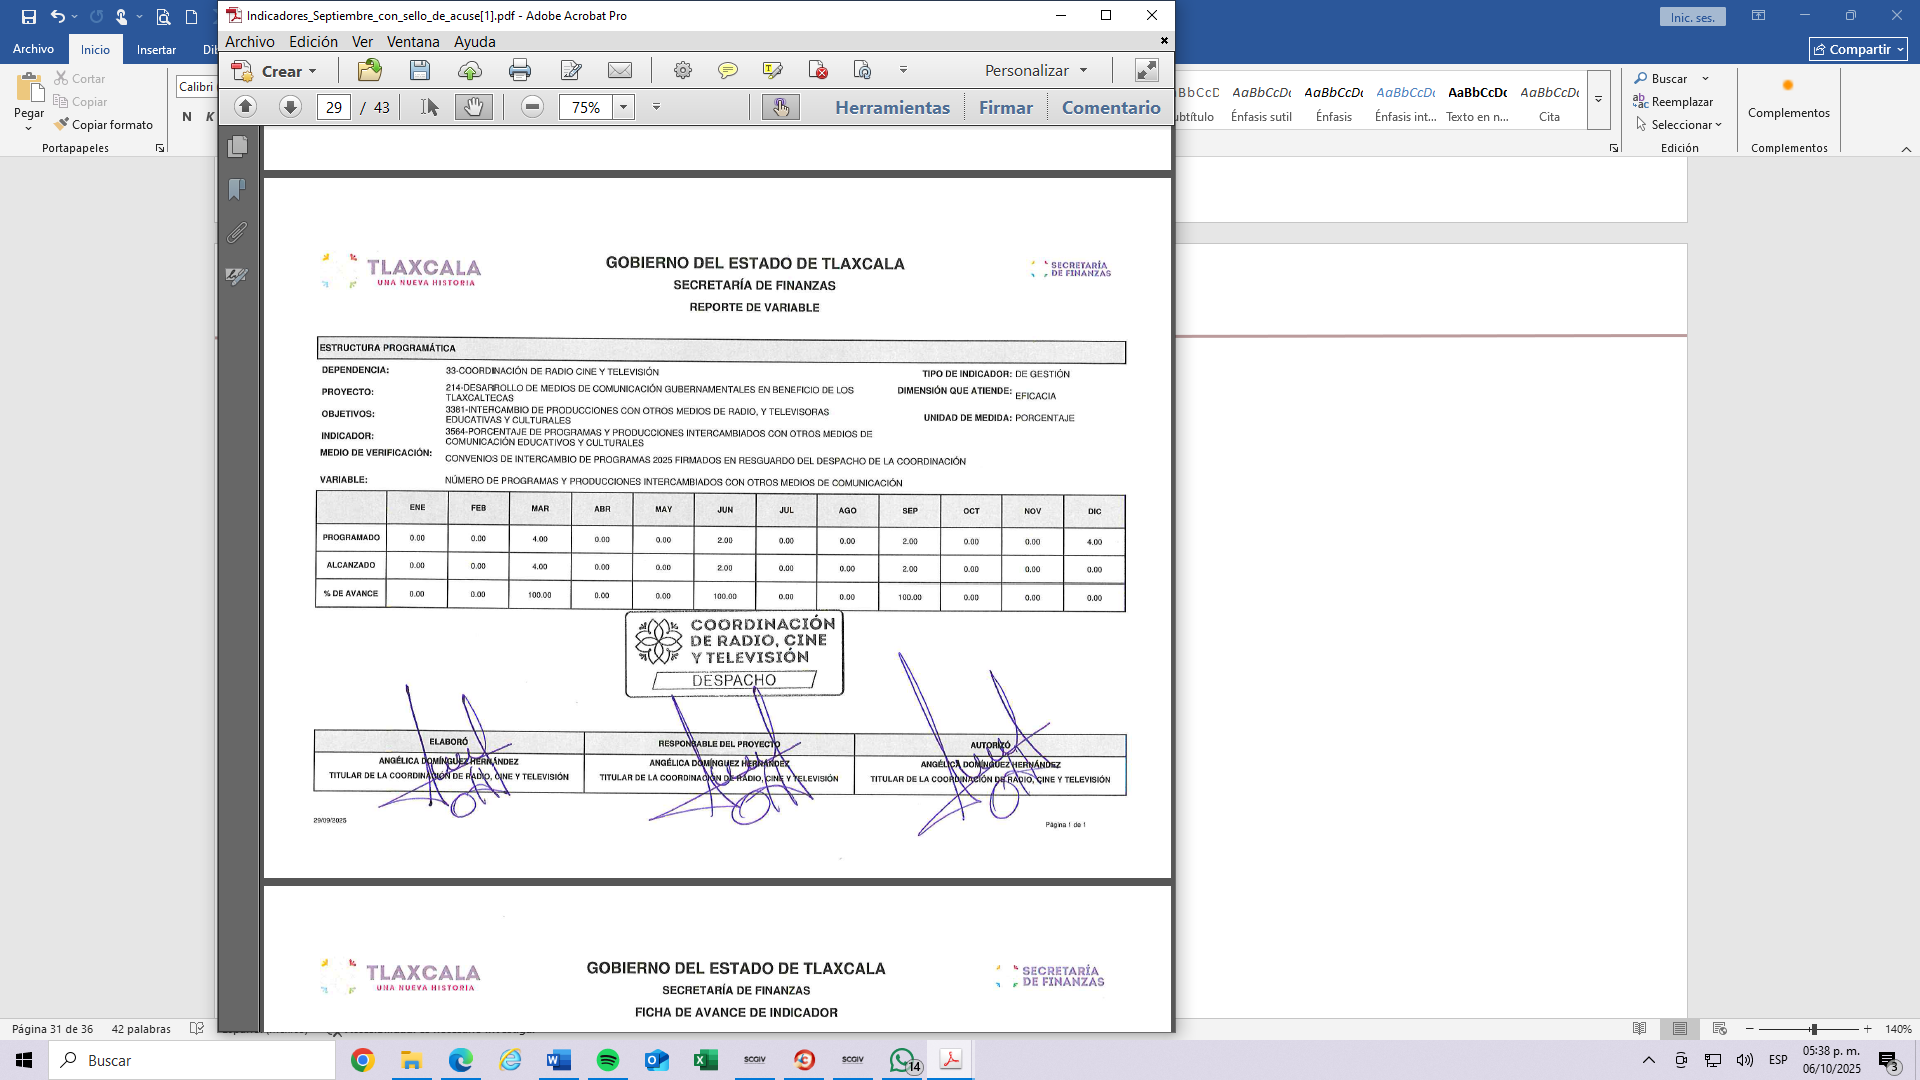 Indicadores_Septiembre_con_sello_de_acuse[1].pdf - Adobe Acrobat Pro
Inic. ses.
Archivo Inicio Insertar
Archivo Edición Ver Ventana Ayuda
Compartir
Pegar
Cortar
Copiar
Copiar formato
Portapapeles
Calibri
N K
Crear
Personalizar
29 / 43
75%
Herramientas Firmar Comentario
AaBbCcDc AaBbCcDc AaBbCcDc AaBbCcDc AaBbCcDc
Énfasis sutil Énfasis Énfasis int... Texto en n... Cita
Buscar
Reemplazar
Seleccionar
Edición
Complementos
Complementos
TLAXCALA
UNA NUEVA HISTORIA
GOBIERNO DEL ESTADO DE TLAXCALA
SECRETARÍA DE FINANZAS
REPORTE DE VARIABLE
SECRETARÍA
DE FINANZAS
ESTRUCTURA PROGRAMÁTICA
DEPENDENCIA: 33-COORDINACIÓN DE RADIO CINE Y TELEVISIÓN
TIPO DE INDICADOR: DE GESTIÓN
PROYECTO: 214-DESARROLLO DE MEDIOS DE COMUNICACIÓN GUBERNAMENTALES EN BENEFICIO DE LOS
TLAXCALTECAS
DIMENSIÓN QUE ATIENDE: EFICACIA
OBJETIVOS: 3381-INTERCAMBIO DE PRODUCCIONES CON OTROS MEDIOS DE RADIO, Y TELEVISORAS
EDUCATIVAS Y CULTURALES
UNIDAD DE MEDIDA: PORCENTAJE
INDICADOR: 3564-PORCENTAJE DE PROGRAMAS Y PRODUCCIONES INTERCAMBIADOS CON OTROS MEDIOS DE
COMUNICACIÓN EDUCATIVOS Y CULTURALES
MEDIO DE VERIFICACIÓN: CONVENIOS DE INTERCAMBIO DE PROGRAMAS 2025 FIRMADOS EN RESGUARDO DEL DESPACHO DE LA COORDINACIÓN
VARIABLE: NÚMERO DE PROGRAMAS Y PRODUCCIONES INTERCAMBIADOS CON OTROS MEDIOS DE COMUNICACIÓN
ENE FEB MAR ABR MAY JUN JUL AGO SEP OCT NOV DIC
PROGRAMADO 0.00 0.00 4.00 0.00 0.00 2.00 0.00 0.00 2.00 0.00 0.00 4.00
ALCANZADO 0.00 0.00 4.00 0.00 0.00 2.00 0.00 0.00 2.00 0.00 0.00 0.00
% DE AVANCE 0.00 0.00 100.00 0.00 0.00 100.00 0.00 0.00 100.00 0.00 0.00 0.00
COORDINACIÓN
DE RADIO, CINE
Y TELEVISIÓN
DESPACHO
ELABORÓ RESPONSABLE DEL PROYECTO AUTORIZÓ
ANGÉLICA DOMÍNGUEZ HERNÁNDEZ ANGÉLICA DOMÍNGUEZ HERNÁNDEZ ANGÉLICA DOMÍNGUEZ HERNÁNDEZ
TITULAR DE LA COORDINACIÓN DE RADIO, CINE Y TELEVISIÓN TITULAR DE LA COORDINACIÓN DE RADIO, CINE Y TELEVISIÓN TITULAR DE LA COORDINACIÓN DE RADIO, CINE Y TELEVISIÓN
29/09/2025
Página 1 de 1
TLAXCALA
UNA NUEVA HISTORIA
GOBIERNO DEL ESTADO DE TLAXCALA
SECRETARÍA DE FINANZAS
FICHA DE AVANCE DE INDICADOR
SECRETARÍA
DE FINANZAS
Página 31 de 36 42 palabras
140%
Buscar
SCGIV
SCGIV
14
ESP
05:38 p. m.
06/10/2025
3